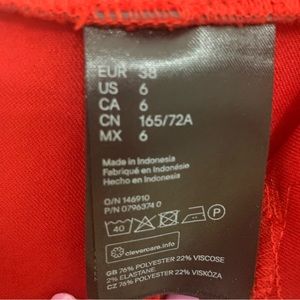 EUR 38
US 6
CA 6
CN 165/72A
MX 6
Made in Indonesia
Fabriqué en Indonésie
Hecho en Indonesia
O/N 146910
P/N 0796374 0
40 P
clevercare.info
GB 76% POLYESTER 22% VISCOSE
2% ELASTANE
CZ 76% POLYESTER 22% VISKÓZA